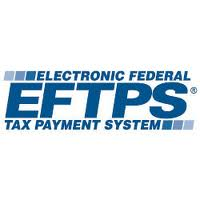 ELECTRONIC FEDERAL
EFTPS®
TAX PAYMENT SYSTEM